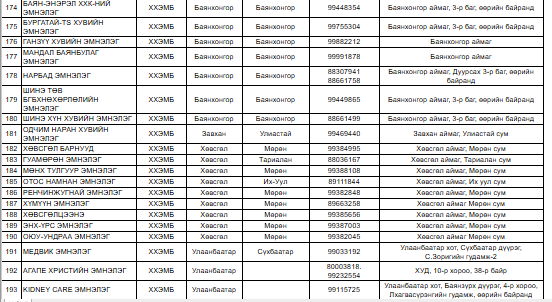 174 БАЯН-ЭНЭРЭЛ ХХК-НИЙ ЭМНЭЛЭГ ХХЭМБ Баянхонгор Баянхонгор 99448354 Баянхонгор аймаг, 3-р баг, өөрийн байранд
175 БУРГАТАЙ-TS ХУВИЙН ЭМНЭЛЭГ ХХЭМБ Баянхонгор Баянхонгор 99755304 Баянхонгор аймаг, 3-р баг, өөрийн байранд
176 ГАНЗҮҮ ХУВИЙН ЭМНЭЛЭГ ХХЭМБ Баянхонгор Баянхонгор 99882212 Баянхонгор аймаг
177 МАНДАЛ БАЯНБУЛАГ ЭМНЭЛЭГ ХХЭМБ Баянхонгор Баянхонгор 99991878 Баянхонгор аймаг
178 НАРБАД ЭМНЭЛЭГ ХХЭМБ Баянхонгор Баянхонгор 88307941 88661758 Баянхонгор аймаг, Дуурсах 3-р баг, өөрийн байранд
179 ШИНЭ ТӨВ БГБХНӨХӨРЛӨЛИЙН ЭМНЭЛЭГ ХХЭМБ Баянхонгор Баянхонгор 99449865 Баянхонгор аймаг, 3-р баг, өөрийн байранд
180 ШИНЭ ХҮН ХУВИЙН ЭМНЭЛЭГ ХХЭМБ Баянхонгор Баянхонгор 88661499 Баянхонгор аймаг, 3-р баг, өөрийн байранд
181 ОДЧИМ НАРАН ХУВИЙН ЭМНЭЛЭГ ХХЭМБ Завхан Улиастай 99469440 Завхан аймаг, Улиастай сум
182 ХӨВСГӨЛ БАРНУУД ХХЭМБ Хөвсгөл Мөрөн 99384995 Хөвсгөл аймаг, Мөрөн сум
183 ГУАМӨРӨН ЭМНЭЛЭГ ХХЭМБ Хөвсгөл Тариалан 88036167 Хөвсгөл аймаг, Тариалан сум
184 МӨНХ ТУЛГУУР ЭМНЭЛЭГ ХХЭМБ Хөвсгөл Мөрөн 99388108 Хөвсгөл аймаг, Мөрөн сум
185 ОТОС НАМНАН ЭМНЭЛЭГ ХХЭМБ Хөвсгөл Их-Уул 89111844 Хөвсгөл аймаг, Их уул сум
186 РЕНЧИНЖУГНАЙ ЭМНЭЛЭГ ХХЭМБ Хөвсгөл Мөрөн 99382848 Хөвсгөл аймаг, Мөрөн сум
187 ХҮМҮҮН ЭМНЭЛЭГ ХХЭМБ Хөвсгөл Мөрөн 89663258 Хөвсгөл аймаг Мөрөн сум
188 ХӨВСГӨЛЦЭЭНЭ ХХЭМБ Хөвсгөл Мөрөн 99385656 Хөвсгөл аймаг, Мөрөн сум
189 ЭНХ-ҮРС ЭМНЭЛЭГ ХХЭМБ Хөвсгөл Мөрөн 99387003 Хөвсгөл аймаг, Мөрөн сум
190 ОЮУ-УНДРАА ЭМНЭЛЭГ ХХЭМБ Хөвсгөл Мөрөн 99382045 Хөвсгөл аймаг, Мөрөн сум
191 МЕДВИК ЭМНЭЛЭГ ХХЭМБ Улаанбаатар Сүхбаатар 99033192 Улаанбаатар хот, Сүхбаатар дүүрэг, С.Зоригийн гудамж-2
192 АГАПЕ ХРИСТИЙН ЭМНЭЛЭГ ХХЭМБ Улаанбаатар 80003818, 99232554 ХУД, 10-р хороо, 38-р байр
193 KIDNEY CARE ЭМНЭЛЭГ ХХЭМБ Улаанбаатар 99115725 Улаанбаатар хот, Баянзүрх дүүрэг, 4-р хороо, Лхагвасүрэнгийн гудамж, өөрийн байранд